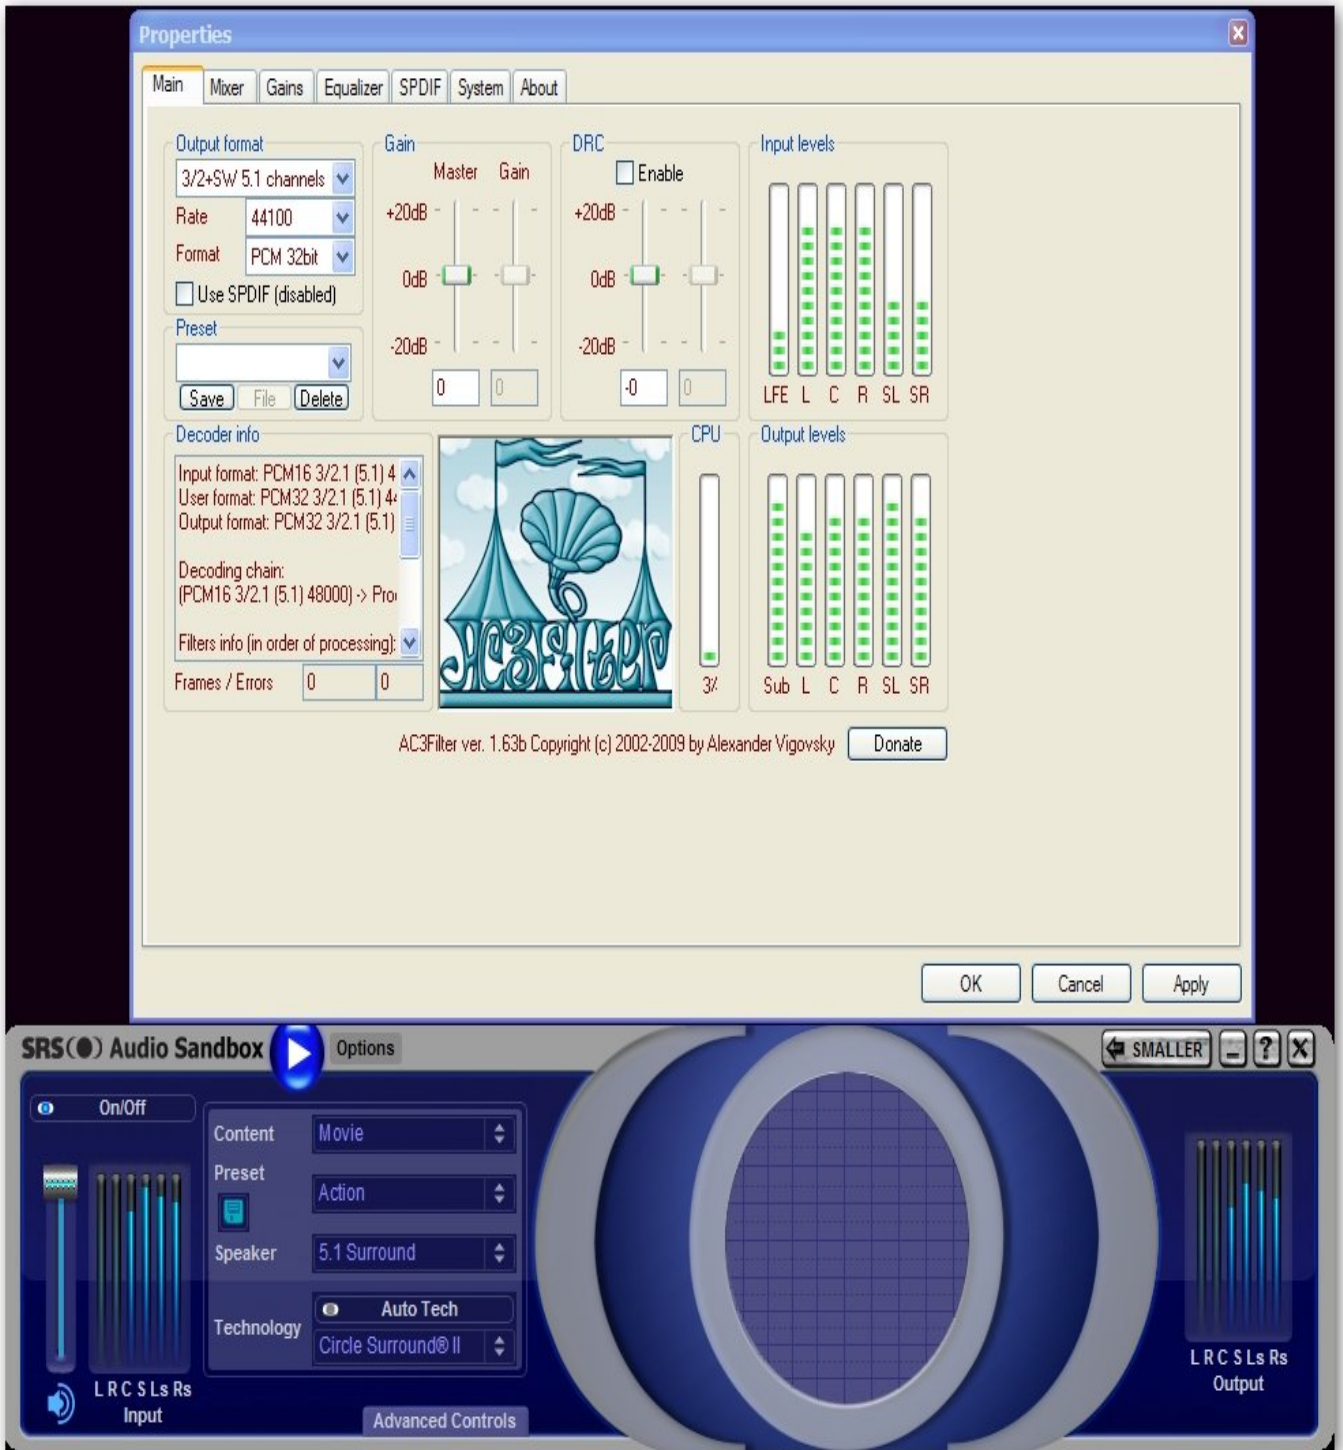 Properties
Main Mixer Gains Equalizer SPDIF System About
Output format
3/2+SW 5.1 channels
Rate 44100
Format PCM 32bit
Use SPDIF (disabled)
Preset
Save File Delete
Gain
Master Gain
+20dB
0dB
-20dB
0 0
DRC
Enable
+20dB
0dB
-20dB
-0 0
Input levels
LFE L C R SL SR
Decoder info
Input format: PCM16 3/2.1 (5.1) 4
User format: PCM32 3/2.1 (5.1) 44
Output format: PCM32 3/2.1 (5.1)
Decoding chain:
(PCM16 3/2.1 (5.1) 48000) -> Pro
Filters info (in order of processing):
Frames / Errors 0 0
AC3Filter
CPU
3%
Output levels
Sub L C R SL SR
AC3Filter ver. 1.63b Copyright (c) 2002-2009 by Alexander Vigovsky Donate
OK Cancel Apply
SRS Audio Sandbox Options SMALLER ?
On/Off
Content Movie
Preset Action
Speaker 5.1 Surround
Technology Auto Tech
Circle Surround® II
Advanced Controls
L R C S Ls Rs
Input
L R C S Ls Rs
Output